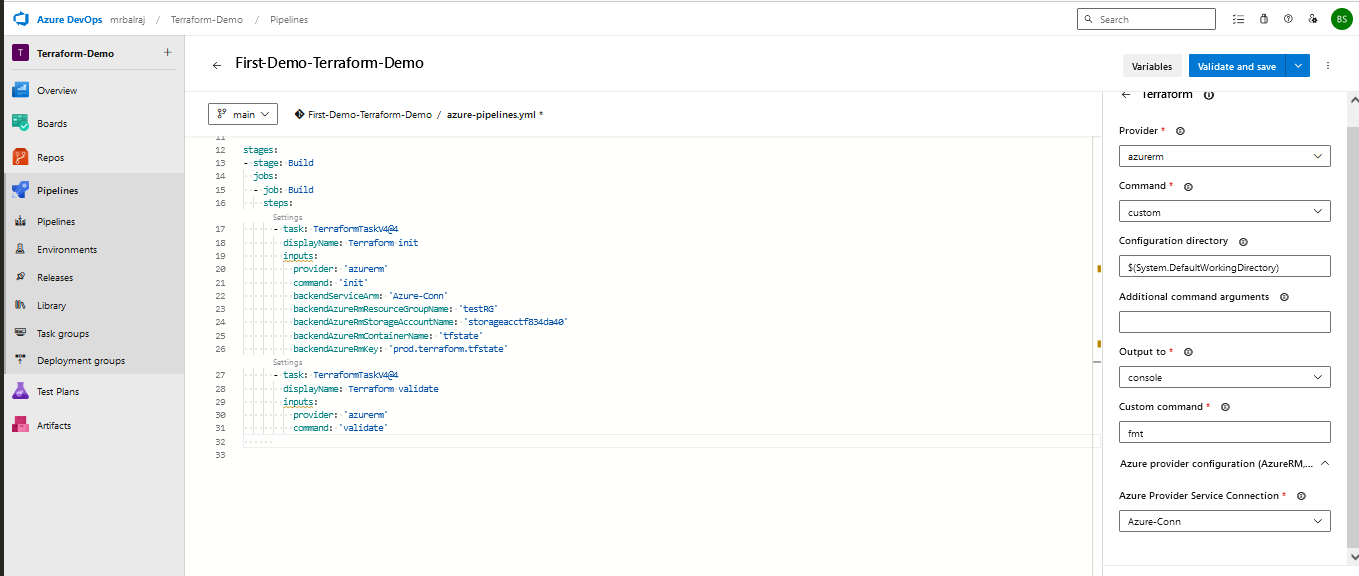 Azure DevOps mrbalraj / Terraform-Demo / Pipelines
Search
BS
T Terraform-Demo +
Overview
Boards
Repos
Pipelines
Pipelines
Environments
Releases
Library
Task groups
Deployment groups
Test Plans
Artifacts
← First-Demo-Terraform-Demo
Variables
Validate and save
main
First-Demo-Terraform-Demo / azure-pipelines.yml *
11
12 stages:
13 - stage: Build
14 jobs:
15 - job: Build
16 steps:
Settings
17 - task: TerraformTaskV4@4
18 displayName: Terraform init
19 inputs:
20 provider: 'azurerm'
21 command: 'init'
22 backendServiceArm: 'Azure-Conn'
23 backendAzureRmResourceGroupName: 'testRG'
24 backendAzureRmStorageAccountName: 'storageacctf834da40'
25 backendAzureRmContainerName: 'tfstate'
26 backendAzureRmKey: 'prod.terraform.tfstate'
Settings
27 - task: TerraformTaskV4@4
28 displayName: Terraform validate
29 inputs:
30 provider: 'azurerm'
31 command: 'validate'
32
33
← Terraform
Provider *
azurerm
Command *
custom
Configuration directory
$(System.DefaultWorkingDirectory)
Additional command arguments
Output to *
console
Custom command *
fmt
Azure provider configuration (AzureRM,...
Azure Provider Service Connection *
Azure-Conn